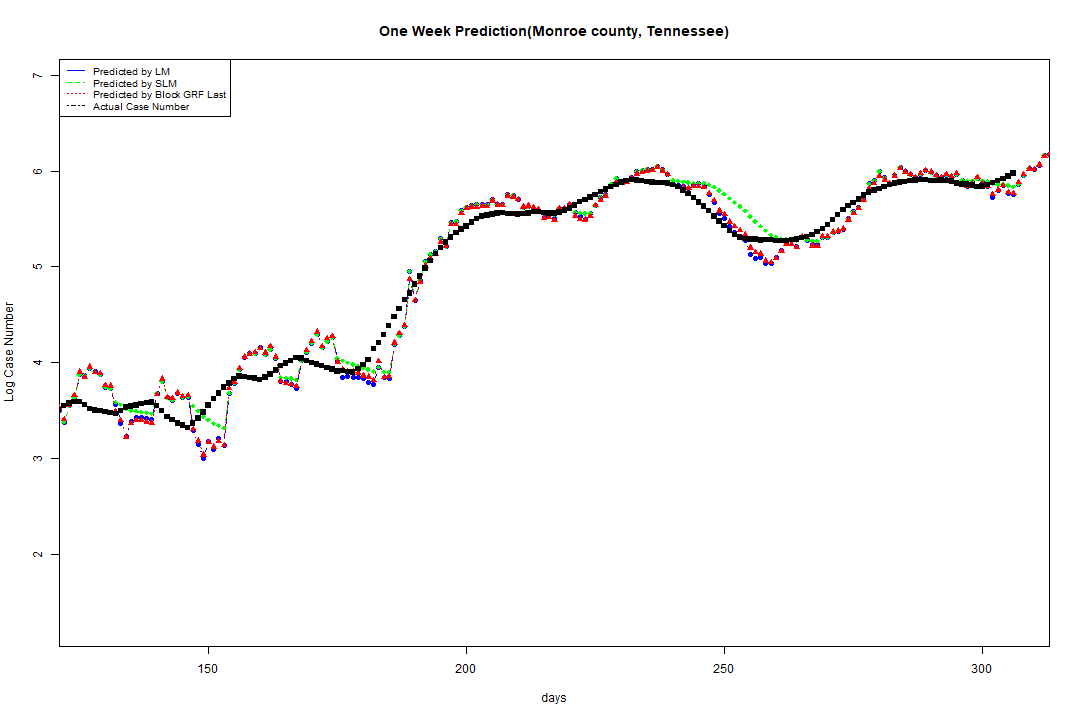 One Week Prediction(Monroe county, Tennessee)
Predicted by LM
Predicted by SLM
Predicted by Block GRF Last
Actual Case Number
7
6
5
4
3
2
Log Case Number
150 200 250 300
days